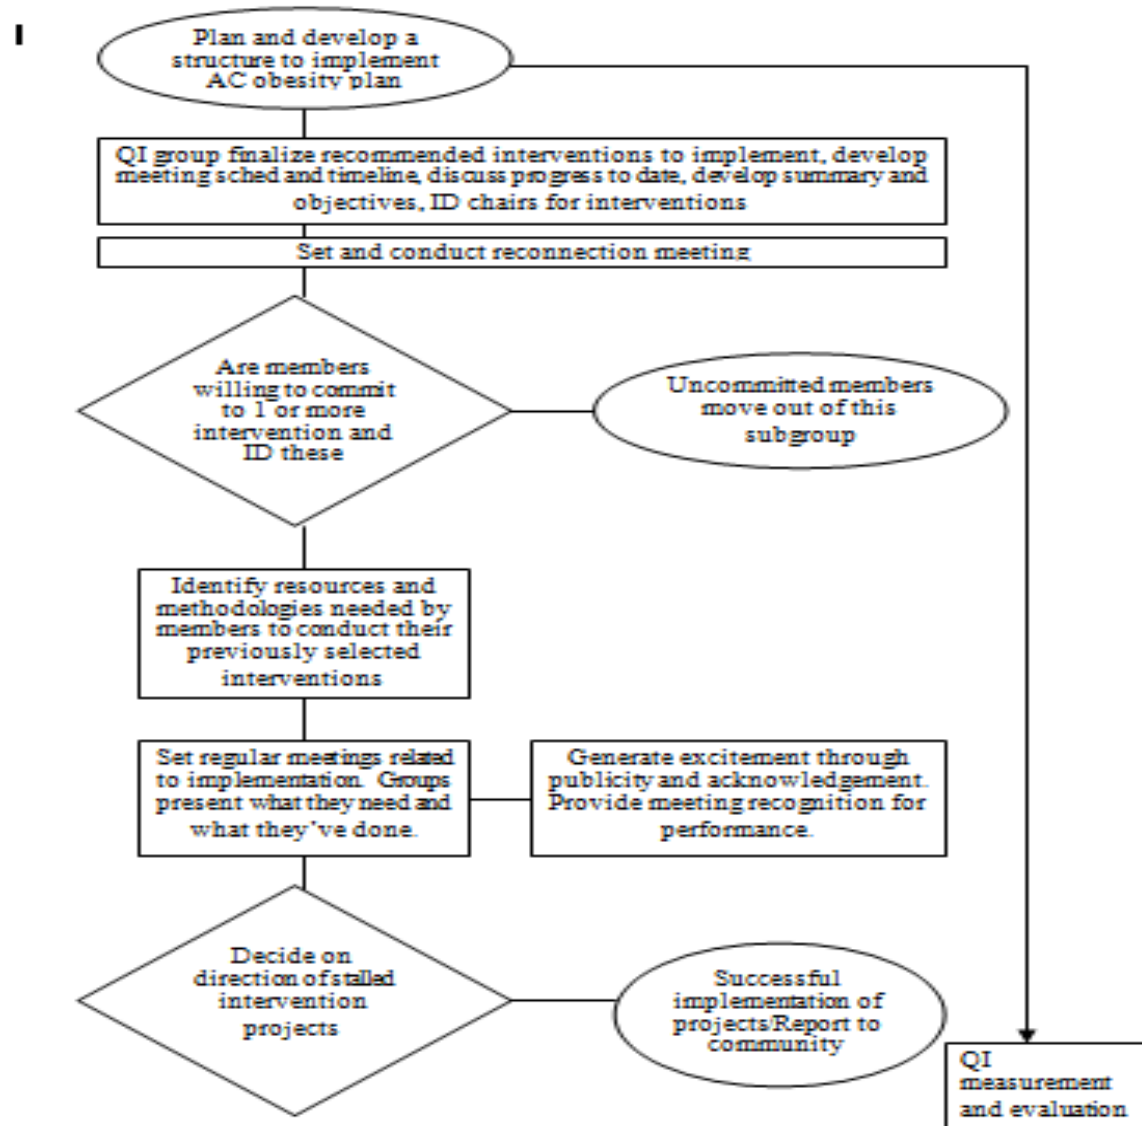 I
Plan and develop a
structure to implement
AC obesity plan
QI group finalize recommended interventions to implement, develop
meeting sched and timeline, discuss progress to date, develop summary and
objectives, ID chairs for interventions
Set and conduct reconnection meeting
Are members
willing to commit
to 1 or more
intervention and
ID these
Uncommitted members
move out of this
subgroup
Identify resources and
methodologies needed by
members to conduct their
previously selected
interventions
Set regular meetings related
to implementation. Groups
present what they need and
what they've done.
Generate excitement through
publicity and acknowledgement.
Provide meeting recognition for
performance.
Decide on
direction of stalled
intervention
projects
Successful
implementation of
projects/Report to
community
QI
measurement
and evaluation